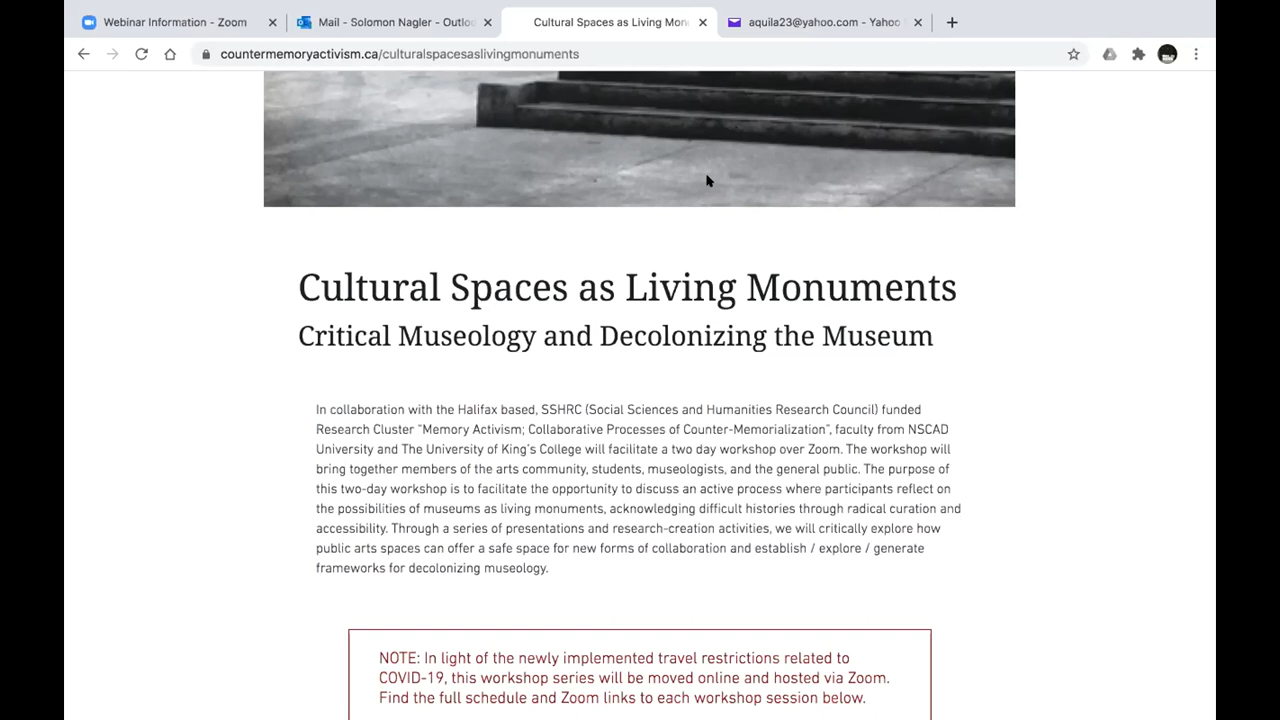 Webinar Information - Zoom
Mail - Solomon Nagler - Outloo
Cultural Spaces as Living Mon
aquila23@yahoo.com - Yahoo
countermemoryactivism.ca/culturalspacesaslivingmonuments
Cultural Spaces as Living Monuments
Critical Museology and Decolonizing the Museum
In collaboration with the Halifax based, SSHRC (Social Sciences and Humanities Research Council) funded
Research Cluster "Memory Activism; Collaborative Processes of Counter-Memorialization", faculty from NSCAD
University and The University of King's College will facilitate a two day workshop over Zoom. The workshop will
bring together members of the arts community, students, museologists, and the general public. The purpose of
this two-day workshop is to facilitate the opportunity to discuss an active process where participants reflect on
the possibilities of museums as living monuments, acknowledging difficult histories through radical curation and
accessibility. Through a series of presentations and research-creation activities, we will critically explore how
public arts spaces can offer a safe space for new forms of collaboration and establish / explore / generate
frameworks for decolonizing museology.
NOTE: In light of the newly implemented travel restrictions related to
COVID-19, this workshop series will be moved online and hosted via Zoom.
Find the full schedule and Zoom links to each workshop session below.